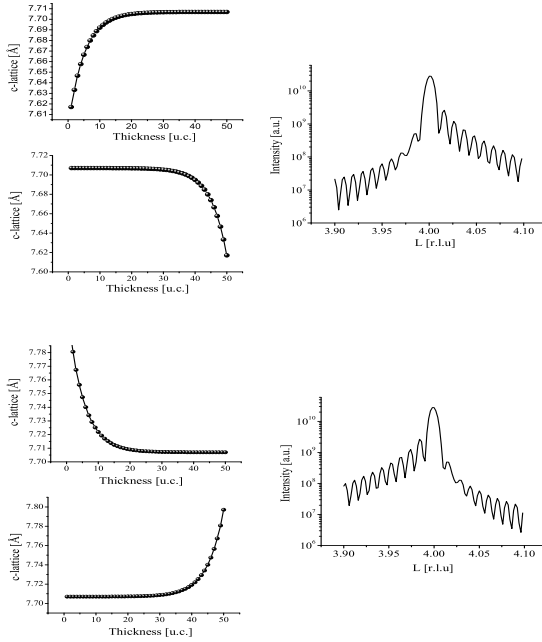 7.71
7.70
7.69
7.68
7.67
7.66
7.65
7.64
7.63
7.62
7.61
c-lattice [Å]
0 10 20 30 40 50
Thickness [u.c.]
7.72
7.70
7.68
7.66
7.64
7.62
7.60
c-lattice [Å]
0 10 20 30 40 50
Thickness [u.c.]
10^10
10^9
10^8
10^7
10^6
Intensity [a.u.]
3.90 3.95 4.00 4.05 4.10
L [r.l.u]
7.78
7.77
7.76
7.75
7.74
7.73
7.72
7.71
7.70
c-lattice [Å]
0 10 20 30 40 50
Thickness [u.c.]
7.80
7.78
7.76
7.74
7.72
7.70
c-lattice [Å]
0 10 20 30 40 50
Thickness [u.c.]
10^10
10^9
10^8
10^7
10^6
Intensity [a.u.]
3.90 3.95 4.00 4.05 4.10
L [r.l.u]